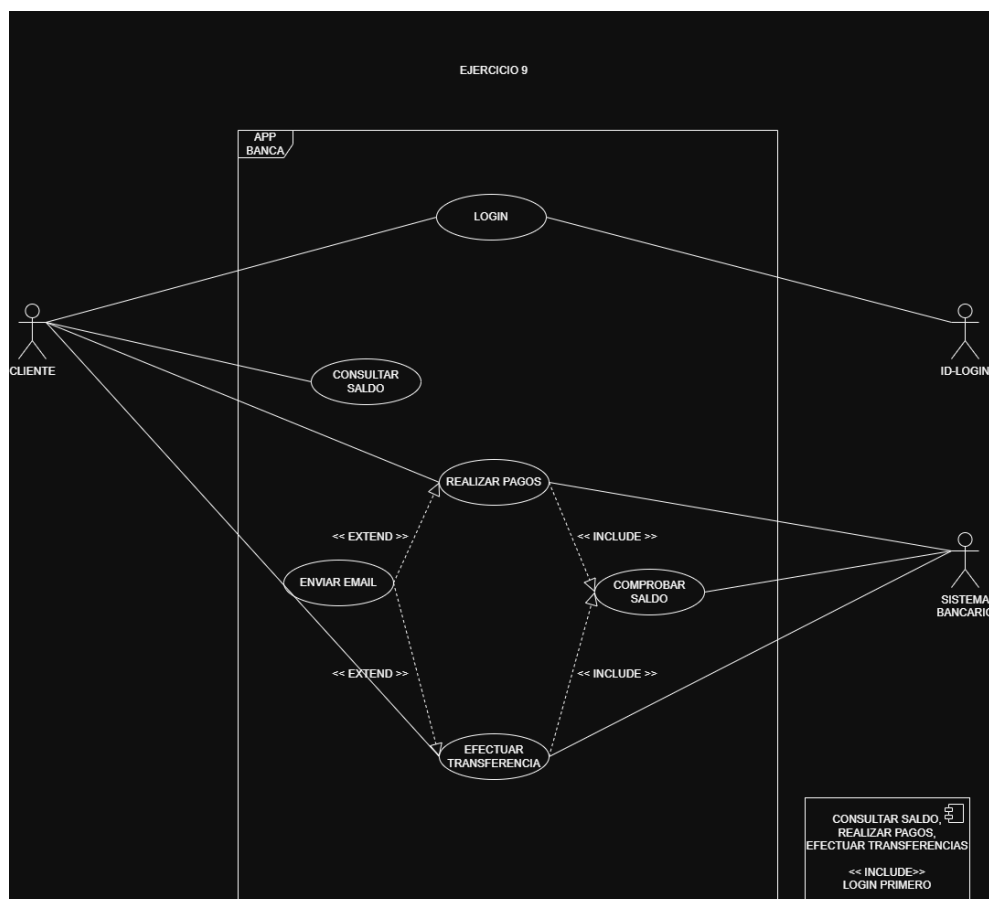 EJERCICIO 9
APP
BANCA
LOGIN
CLIENTE
ID-LOGIN
CONSULTAR
SALDO
REALIZAR PAGOS
<< EXTEND >>
<< INCLUDE >>
ENVIAR EMAIL
COMPROBAR
SALDO
SISTEMA
BANCARIO
<< EXTEND >>
<< INCLUDE >>
EFECTUAR
TRANSFERENCIA
CONSULTAR SALDO,
REALIZAR PAGOS,
EFECTUAR TRANSFERENCIAS
<< INCLUDE>>
LOGIN PRIMERO